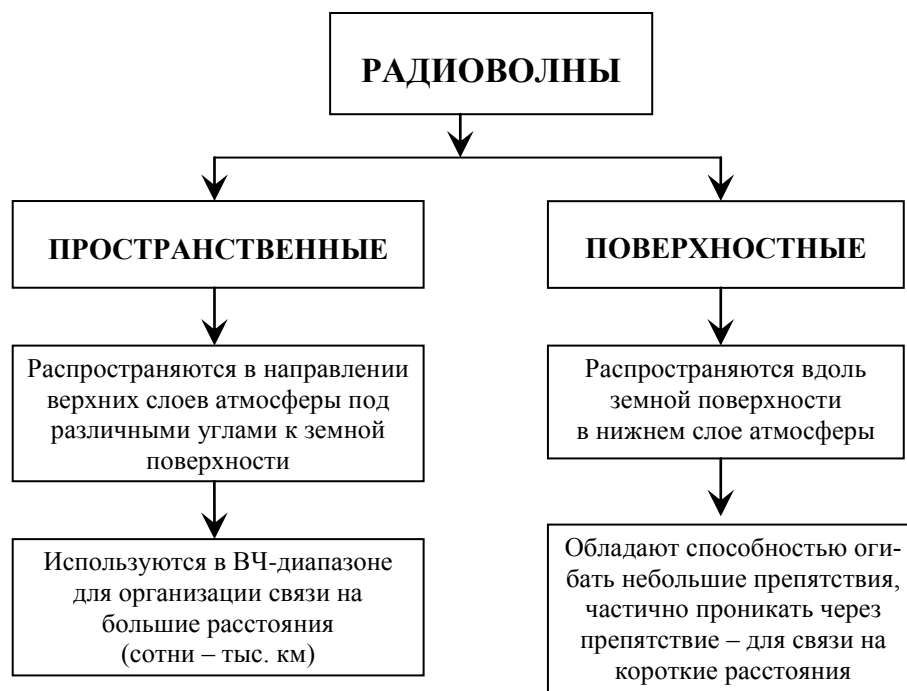 РАДИОВОЛНЫ
ПРОСТРАНСТВЕННЫЕ
Распространяются в направлении
верхних слоев атмосферы под
различными углами к земной
поверхности
Используются в ВЧ-диапазоне
для организации связи на
большие расстояния
(сотни – тыс. км)
ПОВЕРХНОСТНЫЕ
Распространяются вдоль
земной поверхности
в нижнем слое атмосферы
Обладают способностью оги-
бать небольшие препятствия,
частично проникать через
препятствие – для связи на
короткие расстояния